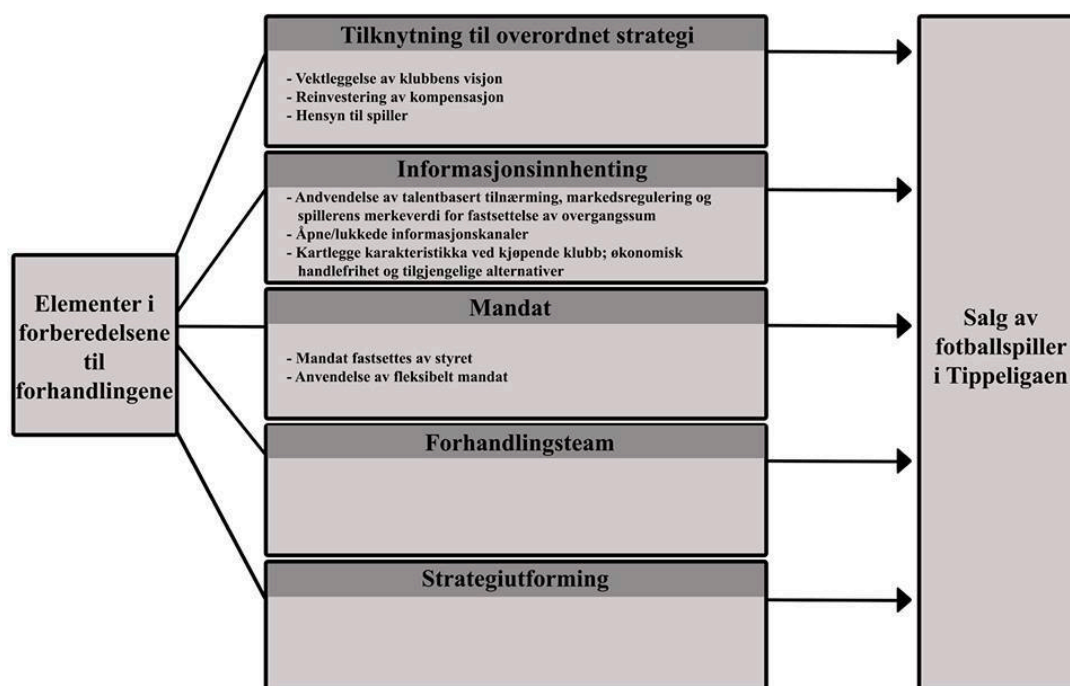 Elementer i
forberedelsene
til
forhandlingene
Tilknytning til overordnet strategi
- Vektleggelse av klubbens visjon
- Reinvestering av kompensasjon
- Hensyn til spiller
Informasjonsinnhenting
- Andvendelse av talentbasert tilnærming, markedsregulering og
spillerens merkeverdi for fastsettelse av overgangssum
- Åpne/lukkede informasjonskanaler
- Kartlegge karakteristikka ved kjøpende klubb; økonomisk
handlefrihet og tilgjengelige alternativer
Mandat
- Mandat fastsettes av styret
- Anvendelse av fleksibelt mandat
Forhandlingsteam
Strategiutforming
Salg av
fotballspiller
i Tippeligaen